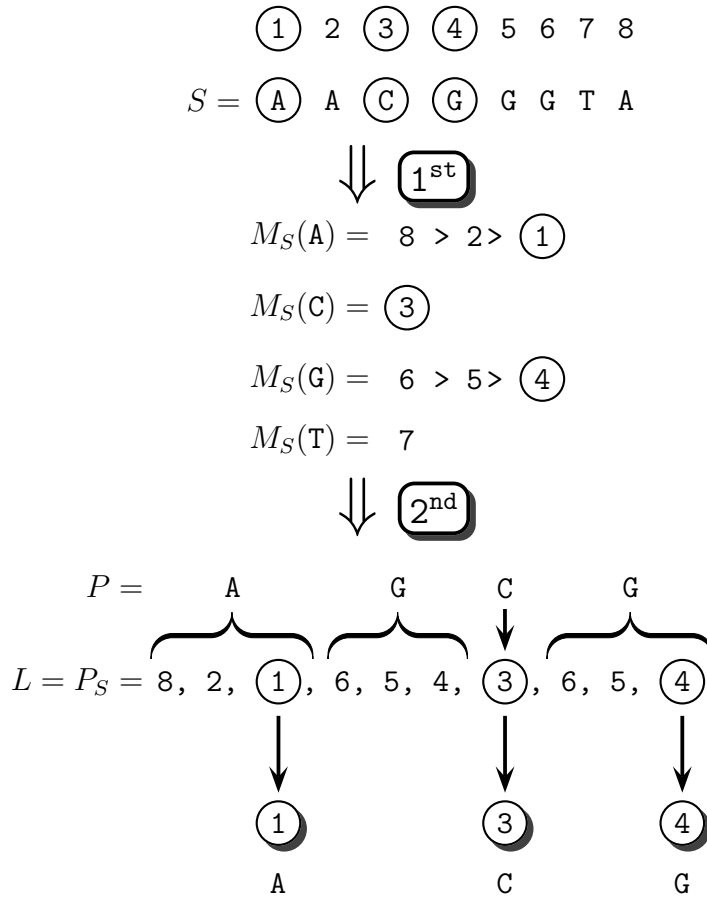 1 2 3 4 5 6 7 8
S = A A C G G G T A
1st
M_S(A) = 8 > 2> 1
M_S(C) = 3
M_S(G) = 6 > 5> 4
M_S(T) = 7
2nd
P = A G C G
L = P_S = 8, 2, 1, 6, 5, 4, 3, 6, 5, 4
1 3 4
A C G